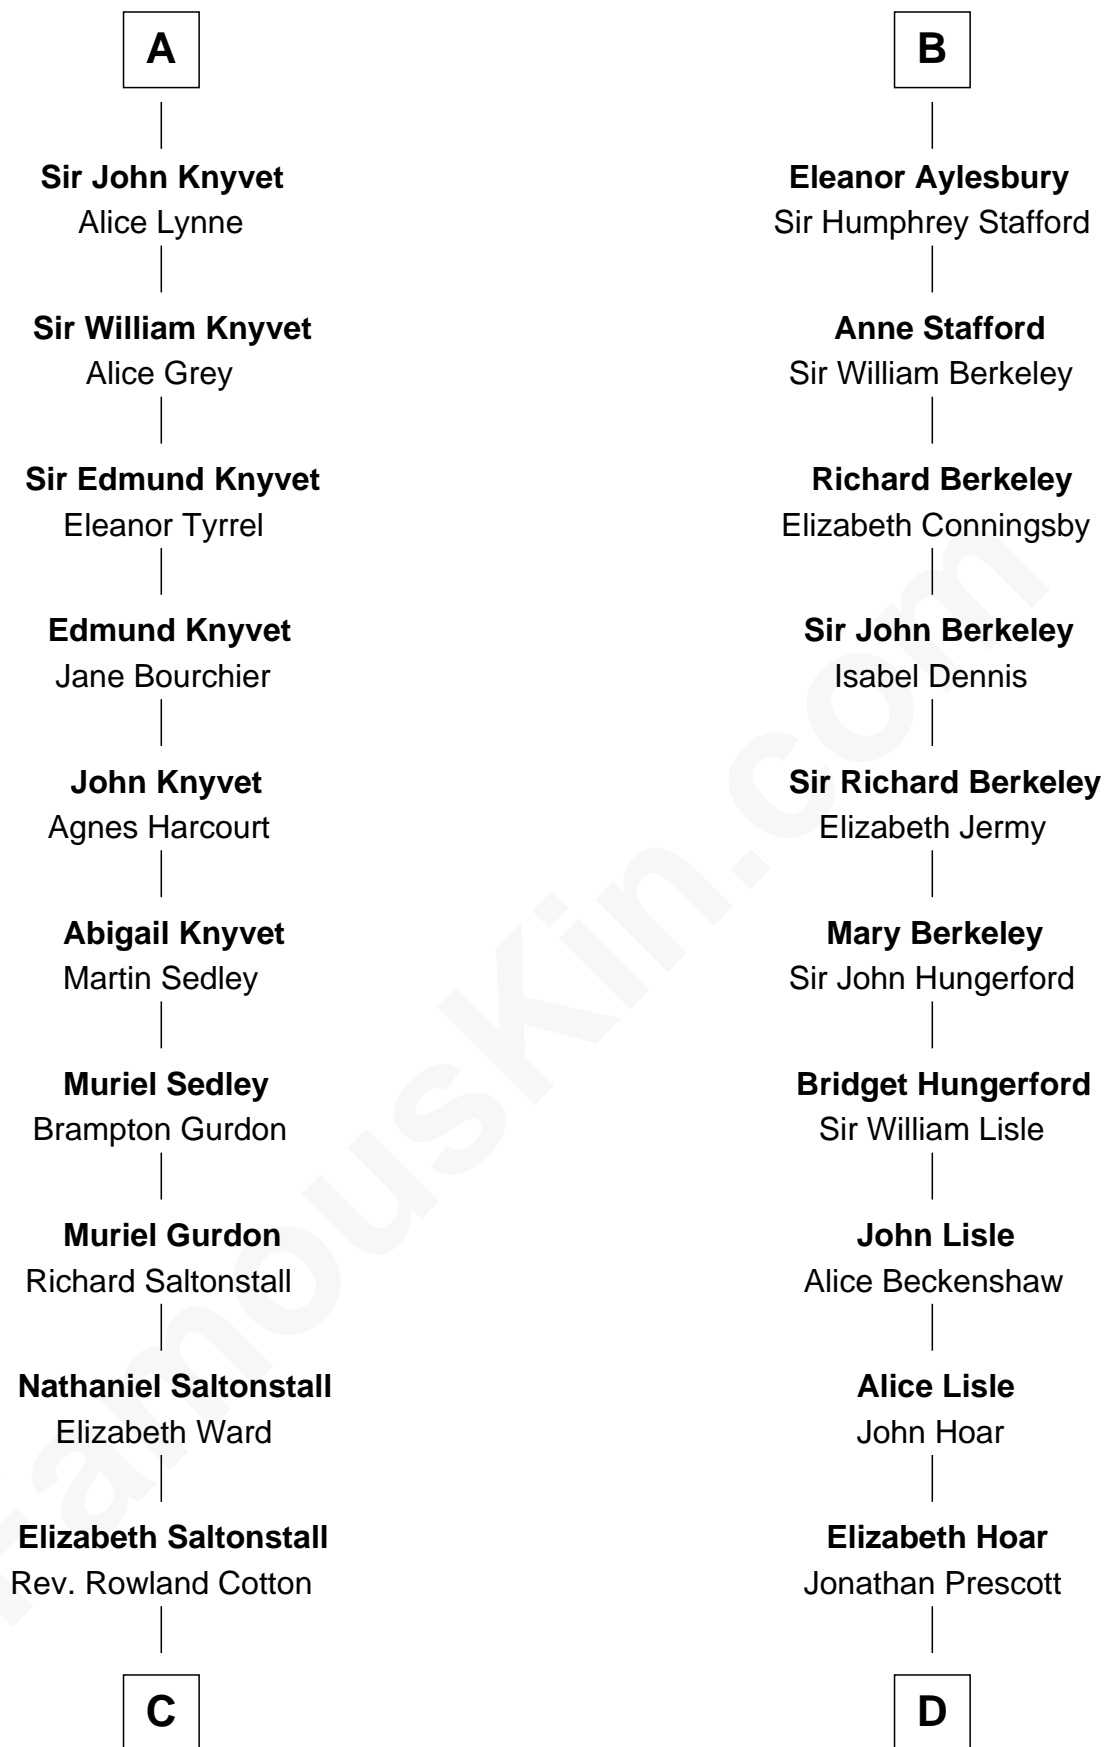 A
Sir John Knyvet
Alice Lynne
Sir William Knyvet
Alice Grey
Sir Edmund Knyvet
Eleanor Tyrrel
Edmund Knyvet
Jane Bourchier
John Knyvet
Agnes Harcourt
Abigail Knyvet
Martin Sedley
Muriel Sedley
Brampton Gurdon
Muriel Gurdon
Richard Saltonstall
Nathaniel Saltonstall
Elizabeth Ward
Elizabeth Saltonstall
Rev. Rowland Cotton
C
B
Eleanor Aylesbury
Sir Humphrey Stafford
Anne Stafford
Sir William Berkeley
Richard Berkeley
Elizabeth Conningsby
Sir John Berkeley
Isabel Dennis
Sir Richard Berkeley
Elizabeth Jermy
Mary Berkeley
Sir John Hungerford
Bridget Hungerford
Sir William Lisle
John Lisle
Alice Beckenshaw
Alice Lisle
John Hoar
Elizabeth Hoar
Jonathan Prescott
D
FamousKin.com